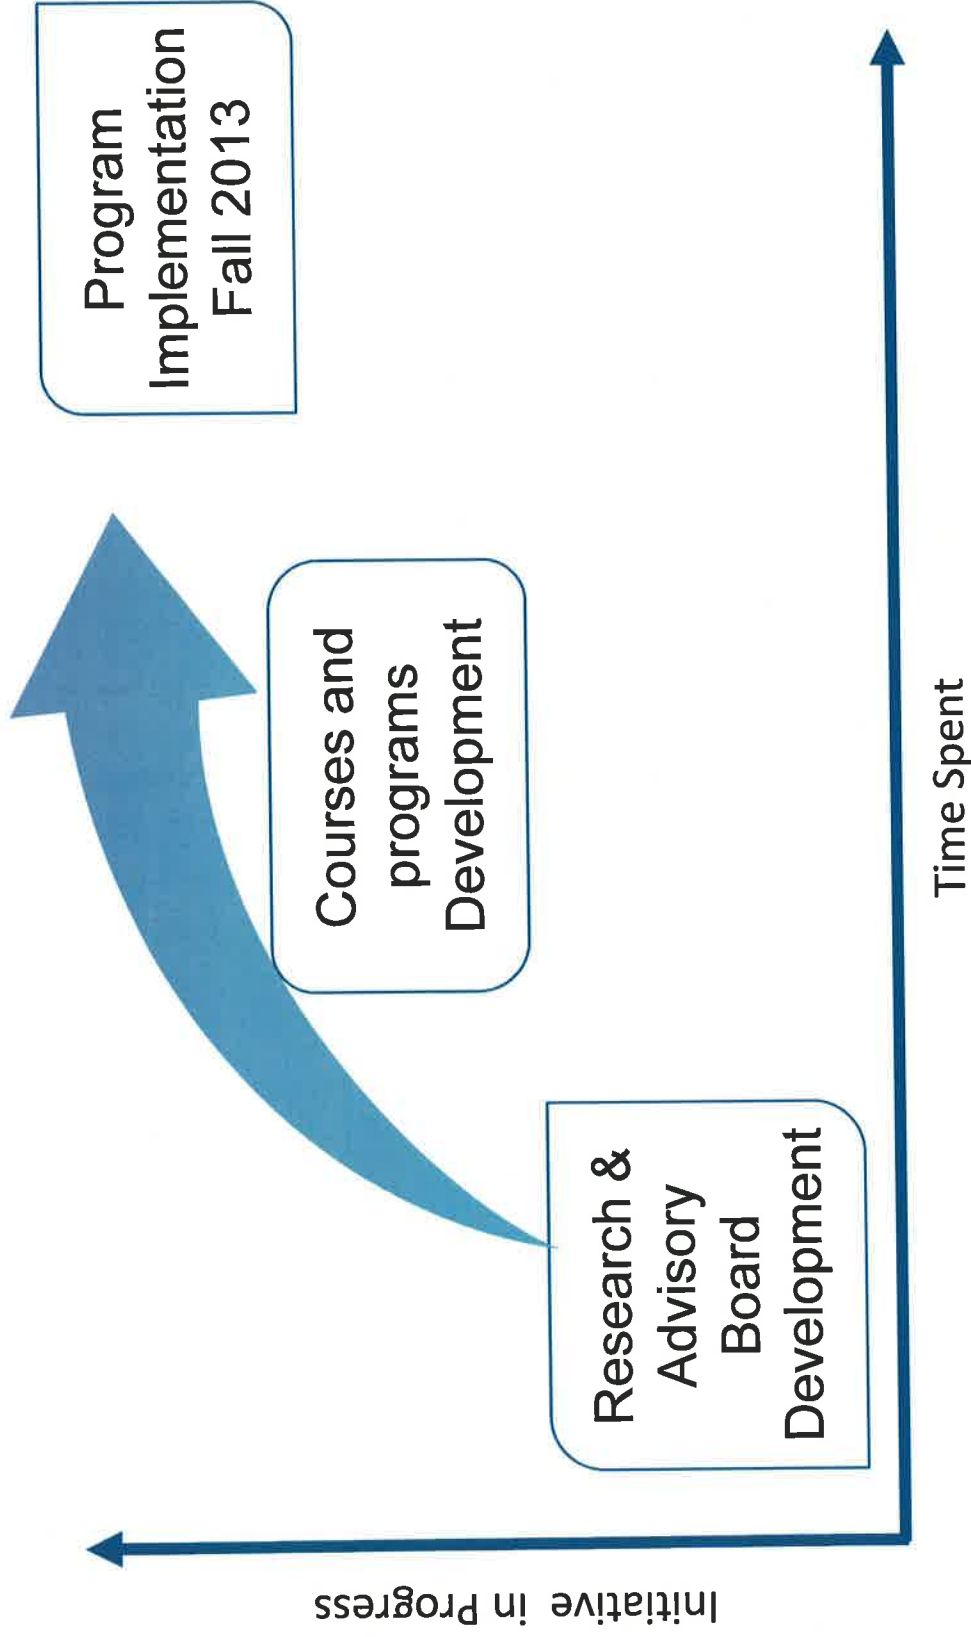 Program
Implementation
Fall 2013
Courses and
programs
Development
Research &
Advisory
Board
Development
Initiative in Progress
Time Spent